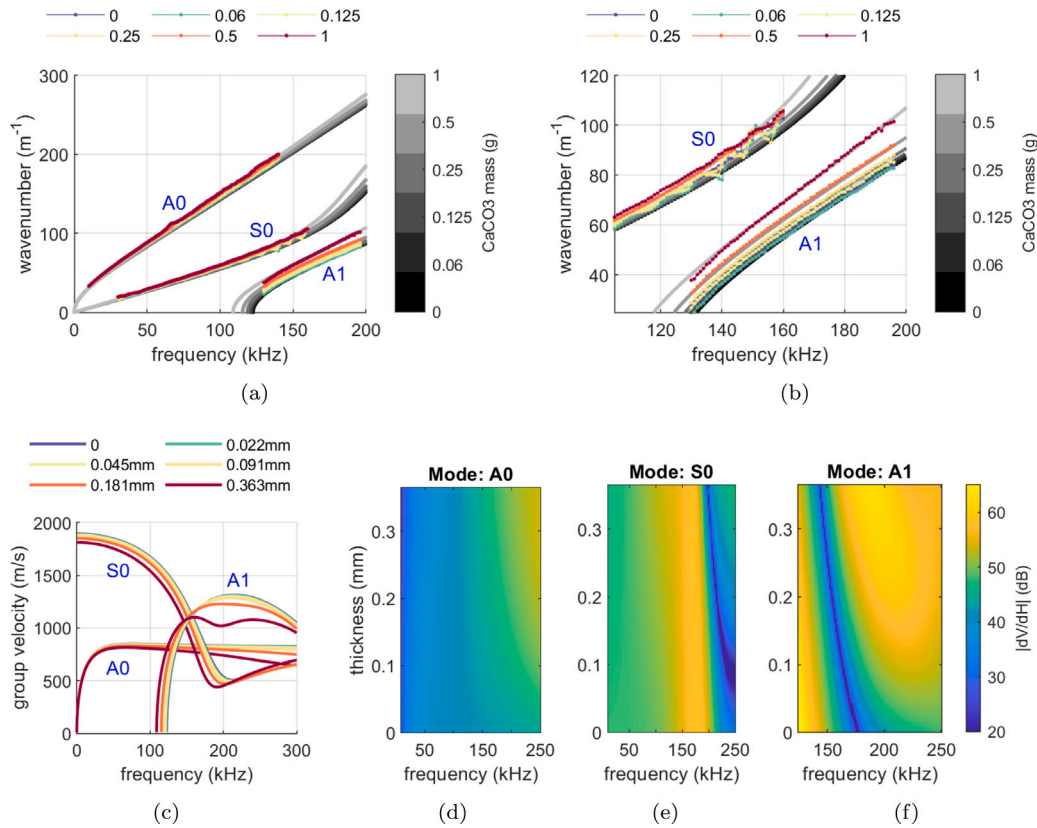 0 0.06 0.125
0.25 0.5 1
300
200
100
0
wavenumber (m⁻¹)
A0
S0
A1
0 50 100 150 200
frequency (kHz)
1
0.5
0.25
0.125
0.06
0
CaCO3 mass (g)
(a)
0 0.06 0.125
0.25 0.5 1
120
100
80
60
40
wavenumber (m⁻¹)
S0
A1
120 140 160 180 200
frequency (kHz)
1
0.5
0.25
0.125
0.06
0
CaCO3 mass (g)
(b)
0 0.022mm
0.045mm 0.091mm
0.181mm 0.363mm
2000
1500
1000
500
0
group velocity (m/s)
S0
A1
A0
0 100 200 300
frequency (kHz)
(c)
Mode: A0
0.3
0.2
0.1
0
thickness (mm)
50 150 250
frequency (kHz)
(d)
Mode: S0
0.3
0.2
0.1
0
50 150 250
frequency (kHz)
(e)
Mode: A1
0.3
0.2
0.1
0
150 200 250
frequency (kHz)
60
50
40
30
20
|dV/dH| (dB)
(f)